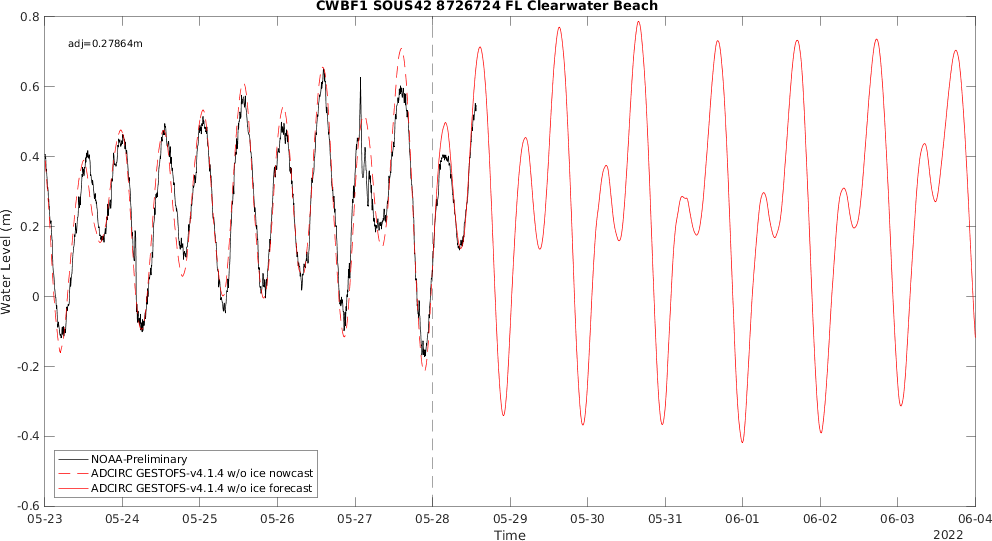 CWBF1 SOUS42 8726724 FL Clearwater Beach
adj=0.27864m
0.8
0.6
0.4
0.2
0
-0.2
-0.4
-0.6
Water Level (m)
NOAA-Preliminary
ADCIRC GESTOFS-v4.1.4 w/o ice nowcast
ADCIRC GESTOFS-v4.1.4 w/o ice forecast
05-23 05-24 05-25 05-26 05-27 05-28 05-29 05-30 05-31 06-01 06-02 06-03 06-04
Time
2022